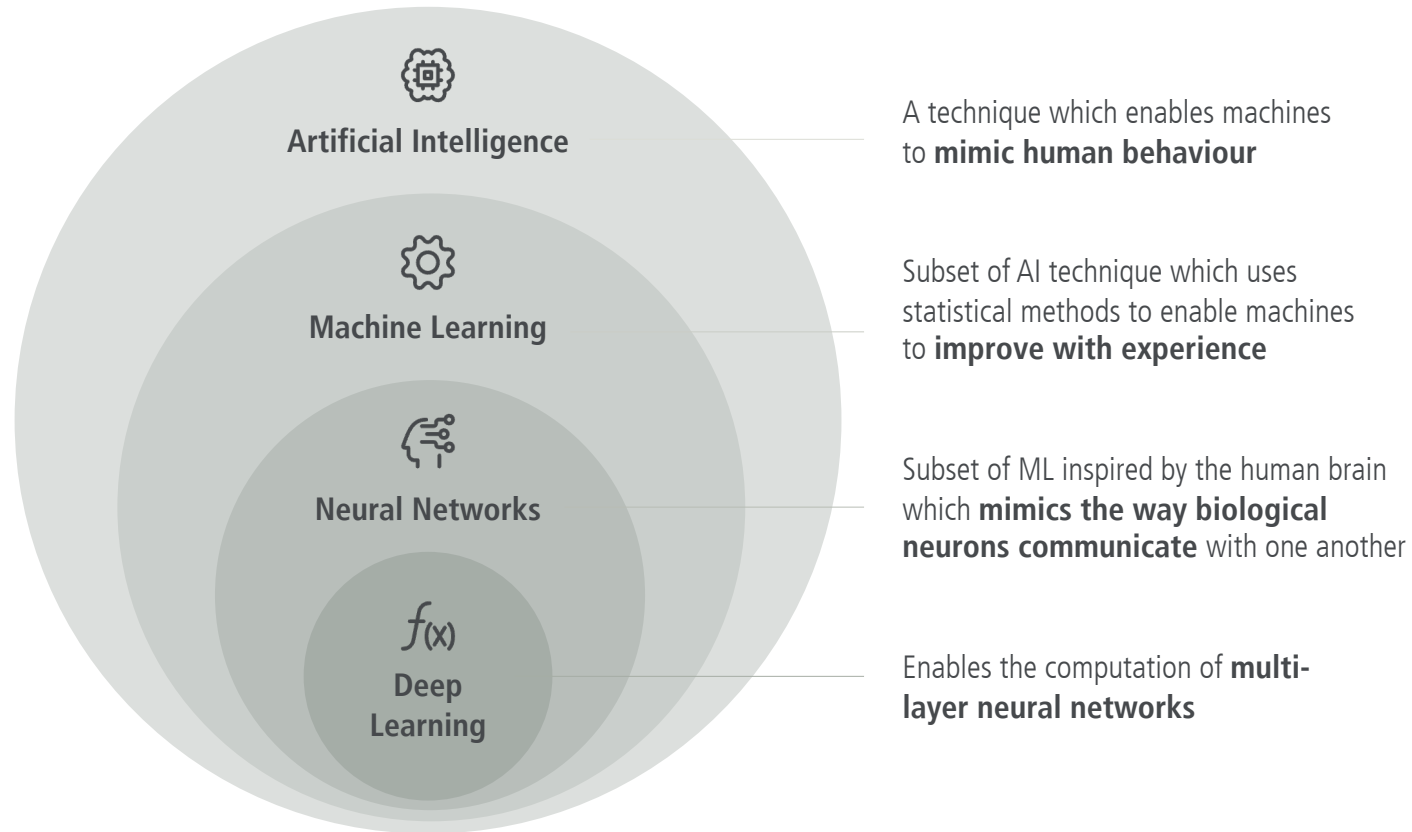 Artificial Intelligence
A technique which enables machines
to mimic human behaviour
Machine Learning
Subset of AI technique which uses
statistical methods to enable machines
to improve with experience
Neural Networks
Subset of ML inspired by the human brain
which mimics the way biological
neurons communicate with one another
f(x)
Deep
Learning
Enables the computation of multi-
layer neural networks